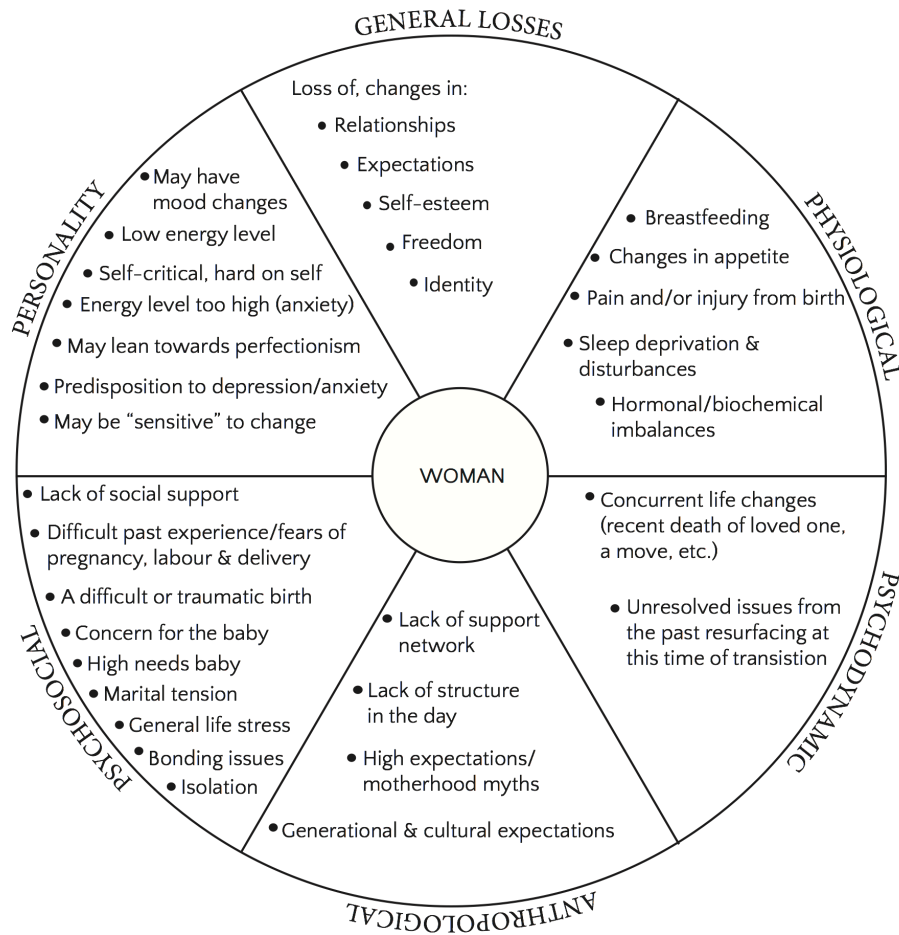 GENERAL LOSSES
Loss of, changes in:
• Relationships
• Expectations
• Self-esteem
• Freedom
• Identity
PHYSIOLOGICAL
• Breastfeeding
• Changes in appetite
• Pain and/or injury from birth
• Sleep deprivation &
disturbances
• Hormonal/biochemical
imbalances
PSYCHODYNAMIC
• Concurrent life changes
(recent death of loved one,
a move, etc.)
• Unresolved issues from
the past resurfacing at
this time of transistion
ANTHROPOLOGICAL
• Lack of support
network
• Lack of structure
in the day
• High expectations/
motherhood myths
• Generational & cultural expectations
PSYCHOSOCIAL
• Lack of social support
• Difficult past experience/fears of
pregnancy, labour & delivery
• A difficult or traumatic birth
• Concern for the baby
• High needs baby
• Marital tension
• General life stress
• Bonding issues
• Isolation
PERSONALITY
• May have
mood changes
• Low energy level
• Self-critical, hard on self
• Energy level too high (anxiety)
• May lean towards perfectionism
• Predisposition to depression/anxiety
• May be “sensitive” to change
WOMAN